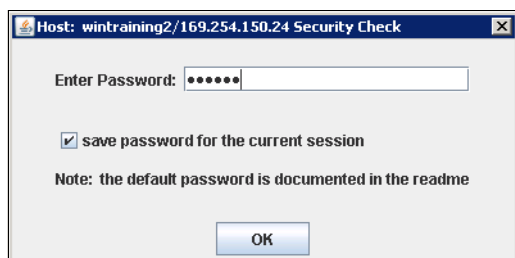 Host: wintraining2/169.254.150.24 Security Check
Enter Password: ••••••
save password for the current session
Note: the default password is documented in the readme
OK